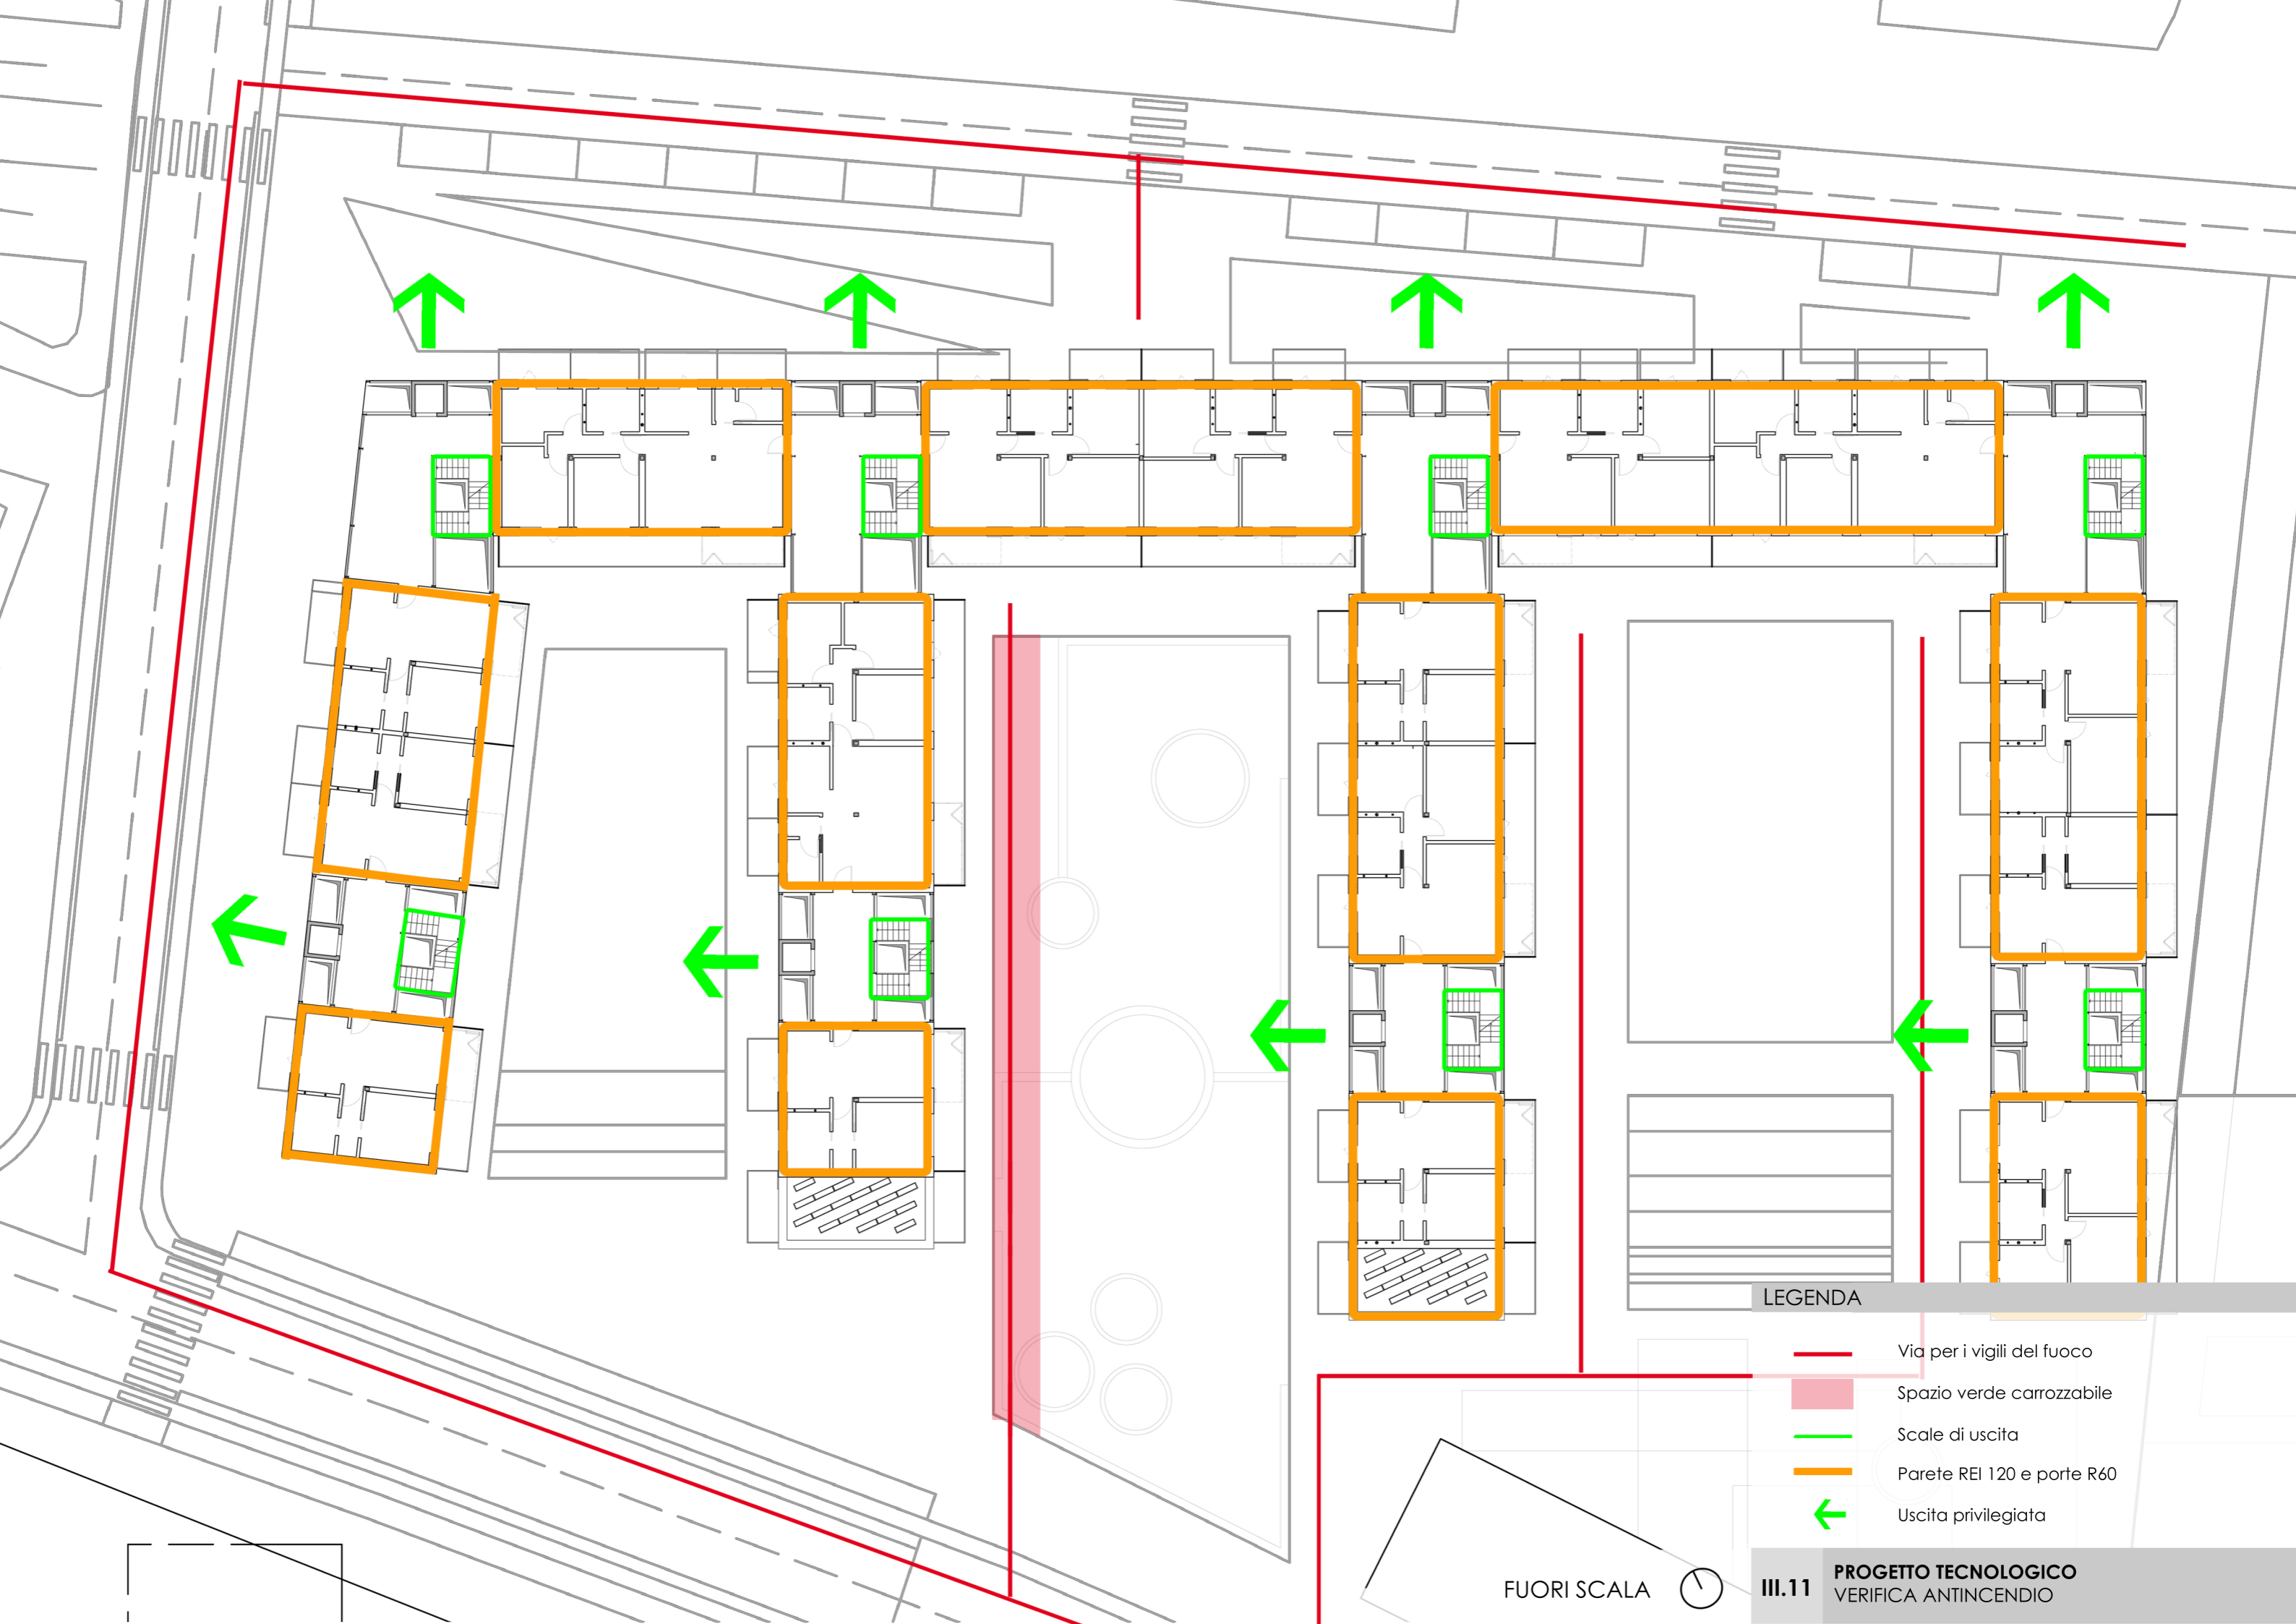 LEGENDA
Via per i vigili del fuoco
Spazio verde carrozzabile
Scale di uscita
Parete REI 120 e porte R60
Uscita privilegiata
FUORI SCALA
III.11
PROGETTO TECNOLOGICO
VERIFICA ANTINCENDIO